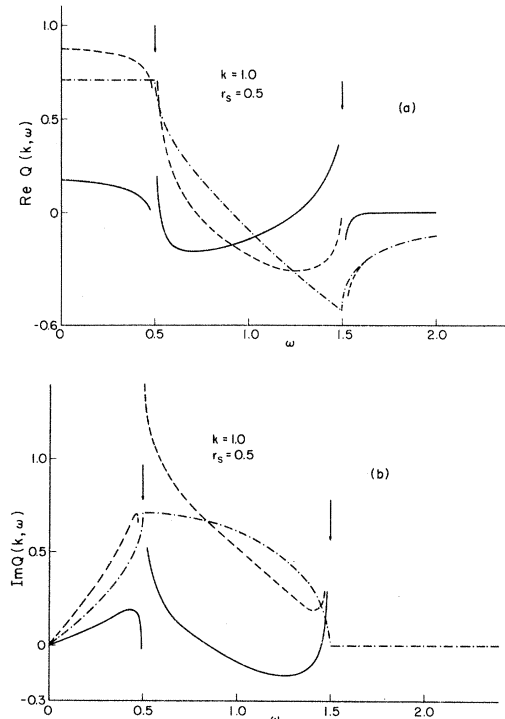 1.0
k = 1.0
r_s = 0.5
(a)
0.5
Re Q (k, ω)
0
-0.6
0 0.5 1.0 1.5 2.0
ω
k = 1.0
r_s = 0.5
(b)
1.0
Im Q (k, ω)
0.5
0
-0.3
0 0.5 1.0 1.5 2.0